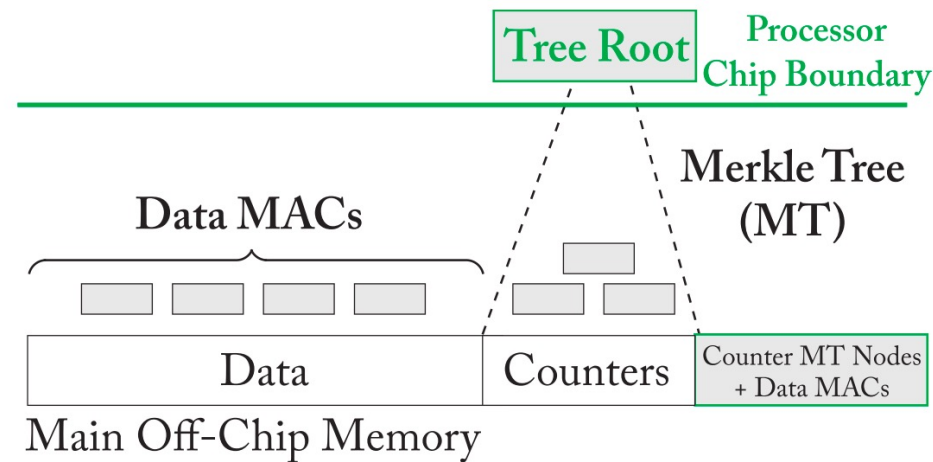 Tree Root
Processor
Chip Boundary
Merkle Tree
(MT)
Data MACs
Data
Counters
Counter MT Nodes
+ Data MACs
Main Off-Chip Memory